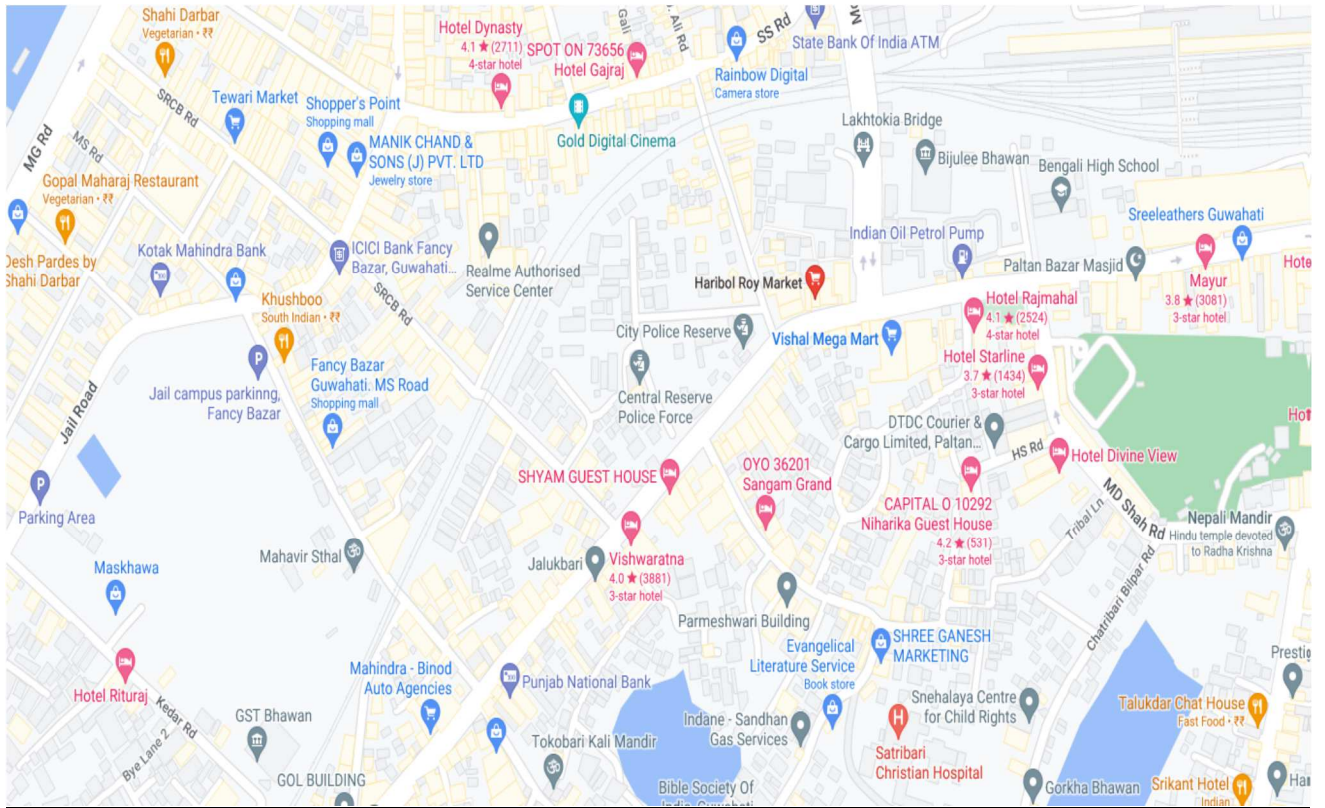 Shahi Darbar
Vegetarian • ₹₹
Hotel Dynasty
4.1 ★ (2711)
4-star hotel
SPOT ON 73656
Hotel Gajraj
Gali
Ali Rd
SS Rd
State Bank Of India ATM
Rainbow Digital
Camera store
MG Rd
SRCB Rd
MS Rd
Tewari Market
Shopper's Point
Shopping mall
MANIK CHAND &
SONS (J) PVT. LTD
Jewelry store
Gold Digital Cinema
Lakhtokia Bridge
Bijulee Bhawan
Bengali High School
Gopal Maharaj Restaurant
Vegetarian • ₹₹
Desh Pardes by
Shahi Darbar
Kotak Mahindra Bank
ICICI Bank Fancy
Bazar, Guwahati...
Realme Authorised
Service Center
Indian Oil Petrol Pump
Sreeleathers Guwahati
Paltan Bazar Masjid
Mayur
3.8 ★ (3081)
3-star hotel
Hote
Haribol Roy Market
SRCB Rd
Khushboo
South Indian • ₹₹
City Police Reserve
Vishal Mega Mart
Hotel Rajmahal
4.1 ★ (2524)
4-star hotel
Hotel Starline
3.7 ★ (1434)
3-star hotel
Jail campus parkinng,
Fancy Bazar
Fancy Bazar
Guwahati. MS Road
Shopping mall
Central Reserve
Police Force
DTDC Courier &
Cargo Limited, Paltan...
Jail Road
HS Rd
Hotel Divine View
SHYAM GUEST HOUSE
OYO 36201
Sangam Grand
CAPITAL O 10292
Niharika Guest House
4.2 ★ (531)
3-star hotel
Tribal Ln
MD Shah Rd
Parking Area
Nepali Mandir
Hindu temple devoted
to Radha Krishna
Mahavir Sthal
Jalukbari
Vishwaratna
4.0 ★ (3881)
3-star hotel
Maskhawa
Parmeshwari Building
Chatribari Bilpar Rd
Evangelical
Literature Service
Book store
SHREE GANESH
MARKETING
Mahindra - Binod
Auto Agencies
Punjab National Bank
Hotel Rituraj
Kedar Rd
Bye Lane 2
GST Bhawan
GOL BUILDING
Tokobari Kali Mandir
Indane - Sandhan
Gas Services
Snehalaya Centre
for Child Rights
Satribari
Christian Hospital
Talukdar Chat House
Fast Food • ₹₹
Gorkha Bhawan
Srikant Hotel
Indian
Bible Society Of